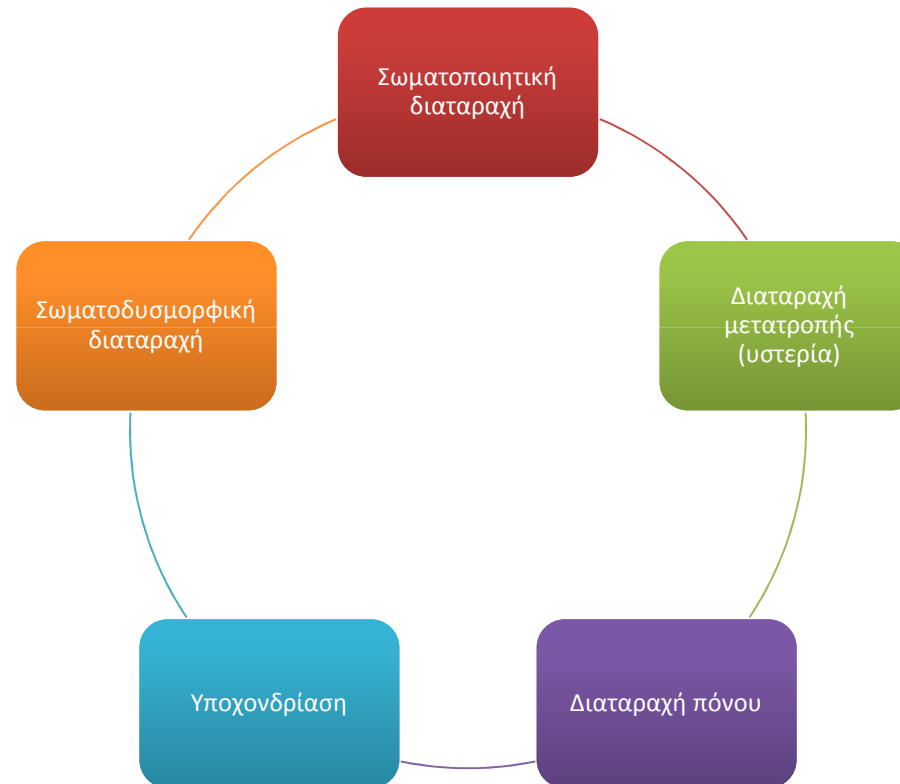 Σωματοποιητική
διαταραχή
Διαταραχή
μετατροπής
(υστερία)
Διαταραχή πόνου
Υποχονδρίαση
Σωματοδυσμορφική
διαταραχή